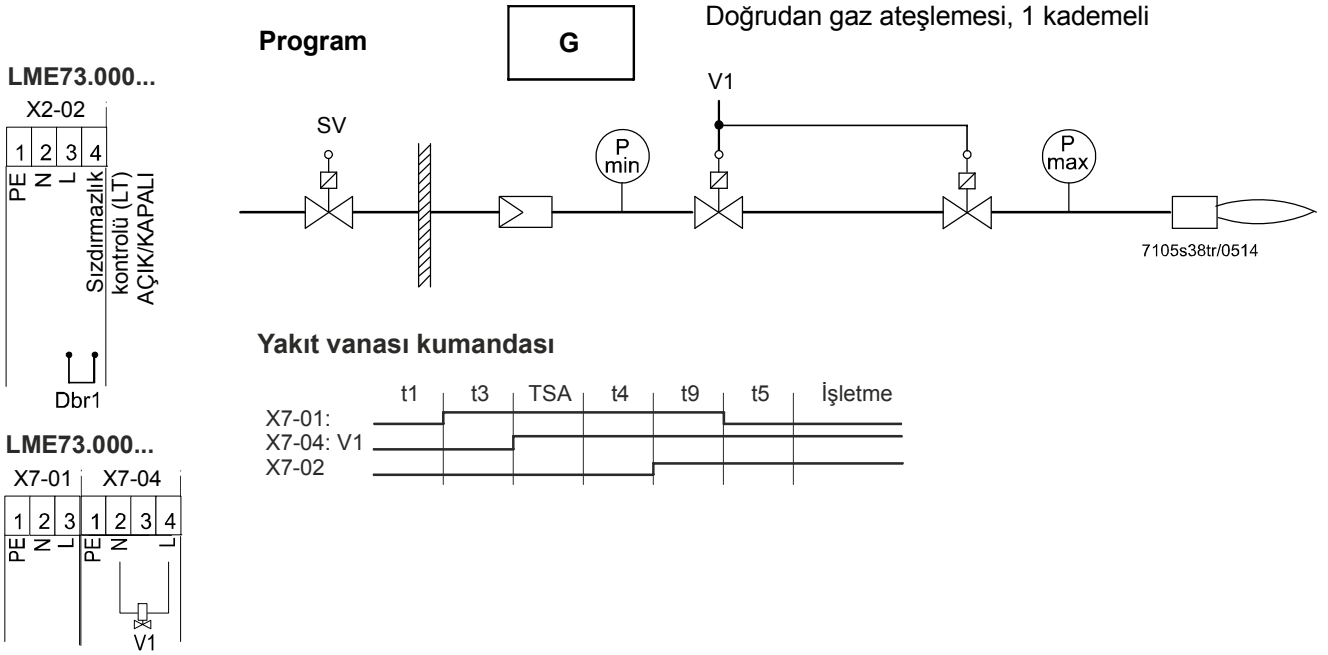 Program
G
Doğrudan gaz ateşlemesi, 1 kademeli
LME73.000...
X2-02
1 2 3 4
PE
N
L
Sızdırmazlık
kontrolü (LT)
AÇIK/KAPALI
Dbr1
SV
P
min
V1
P
max
7105s38tr/0514
Yakıt vanası kumandası
t1 t3 TSA t4 t9 t5 İşletme
X7-01:
X7-04: V1
X7-02
LME73.000...
X7-01 X7-04
1 2 3 1 2 3 4
PE N L PE N L
V1